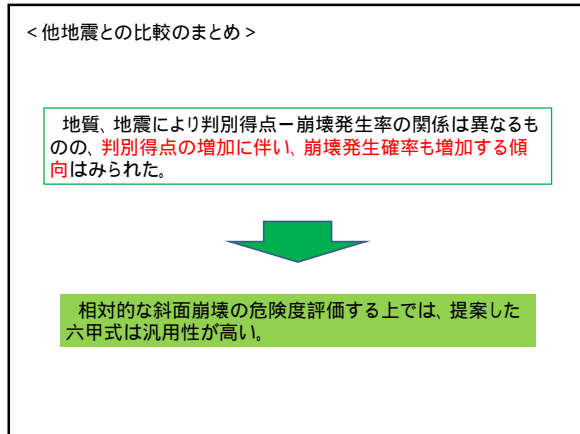 <他地震との比較のまとめ>
地質、地震により判別得点－崩壊発生率の関係は異なるも
のの、判別得点の増加に伴い、崩壊発生確率も増加する傾
向はみられた。
相対的な斜面崩壊の危険度評価する上では、提案した
六甲式は汎用性が高い。